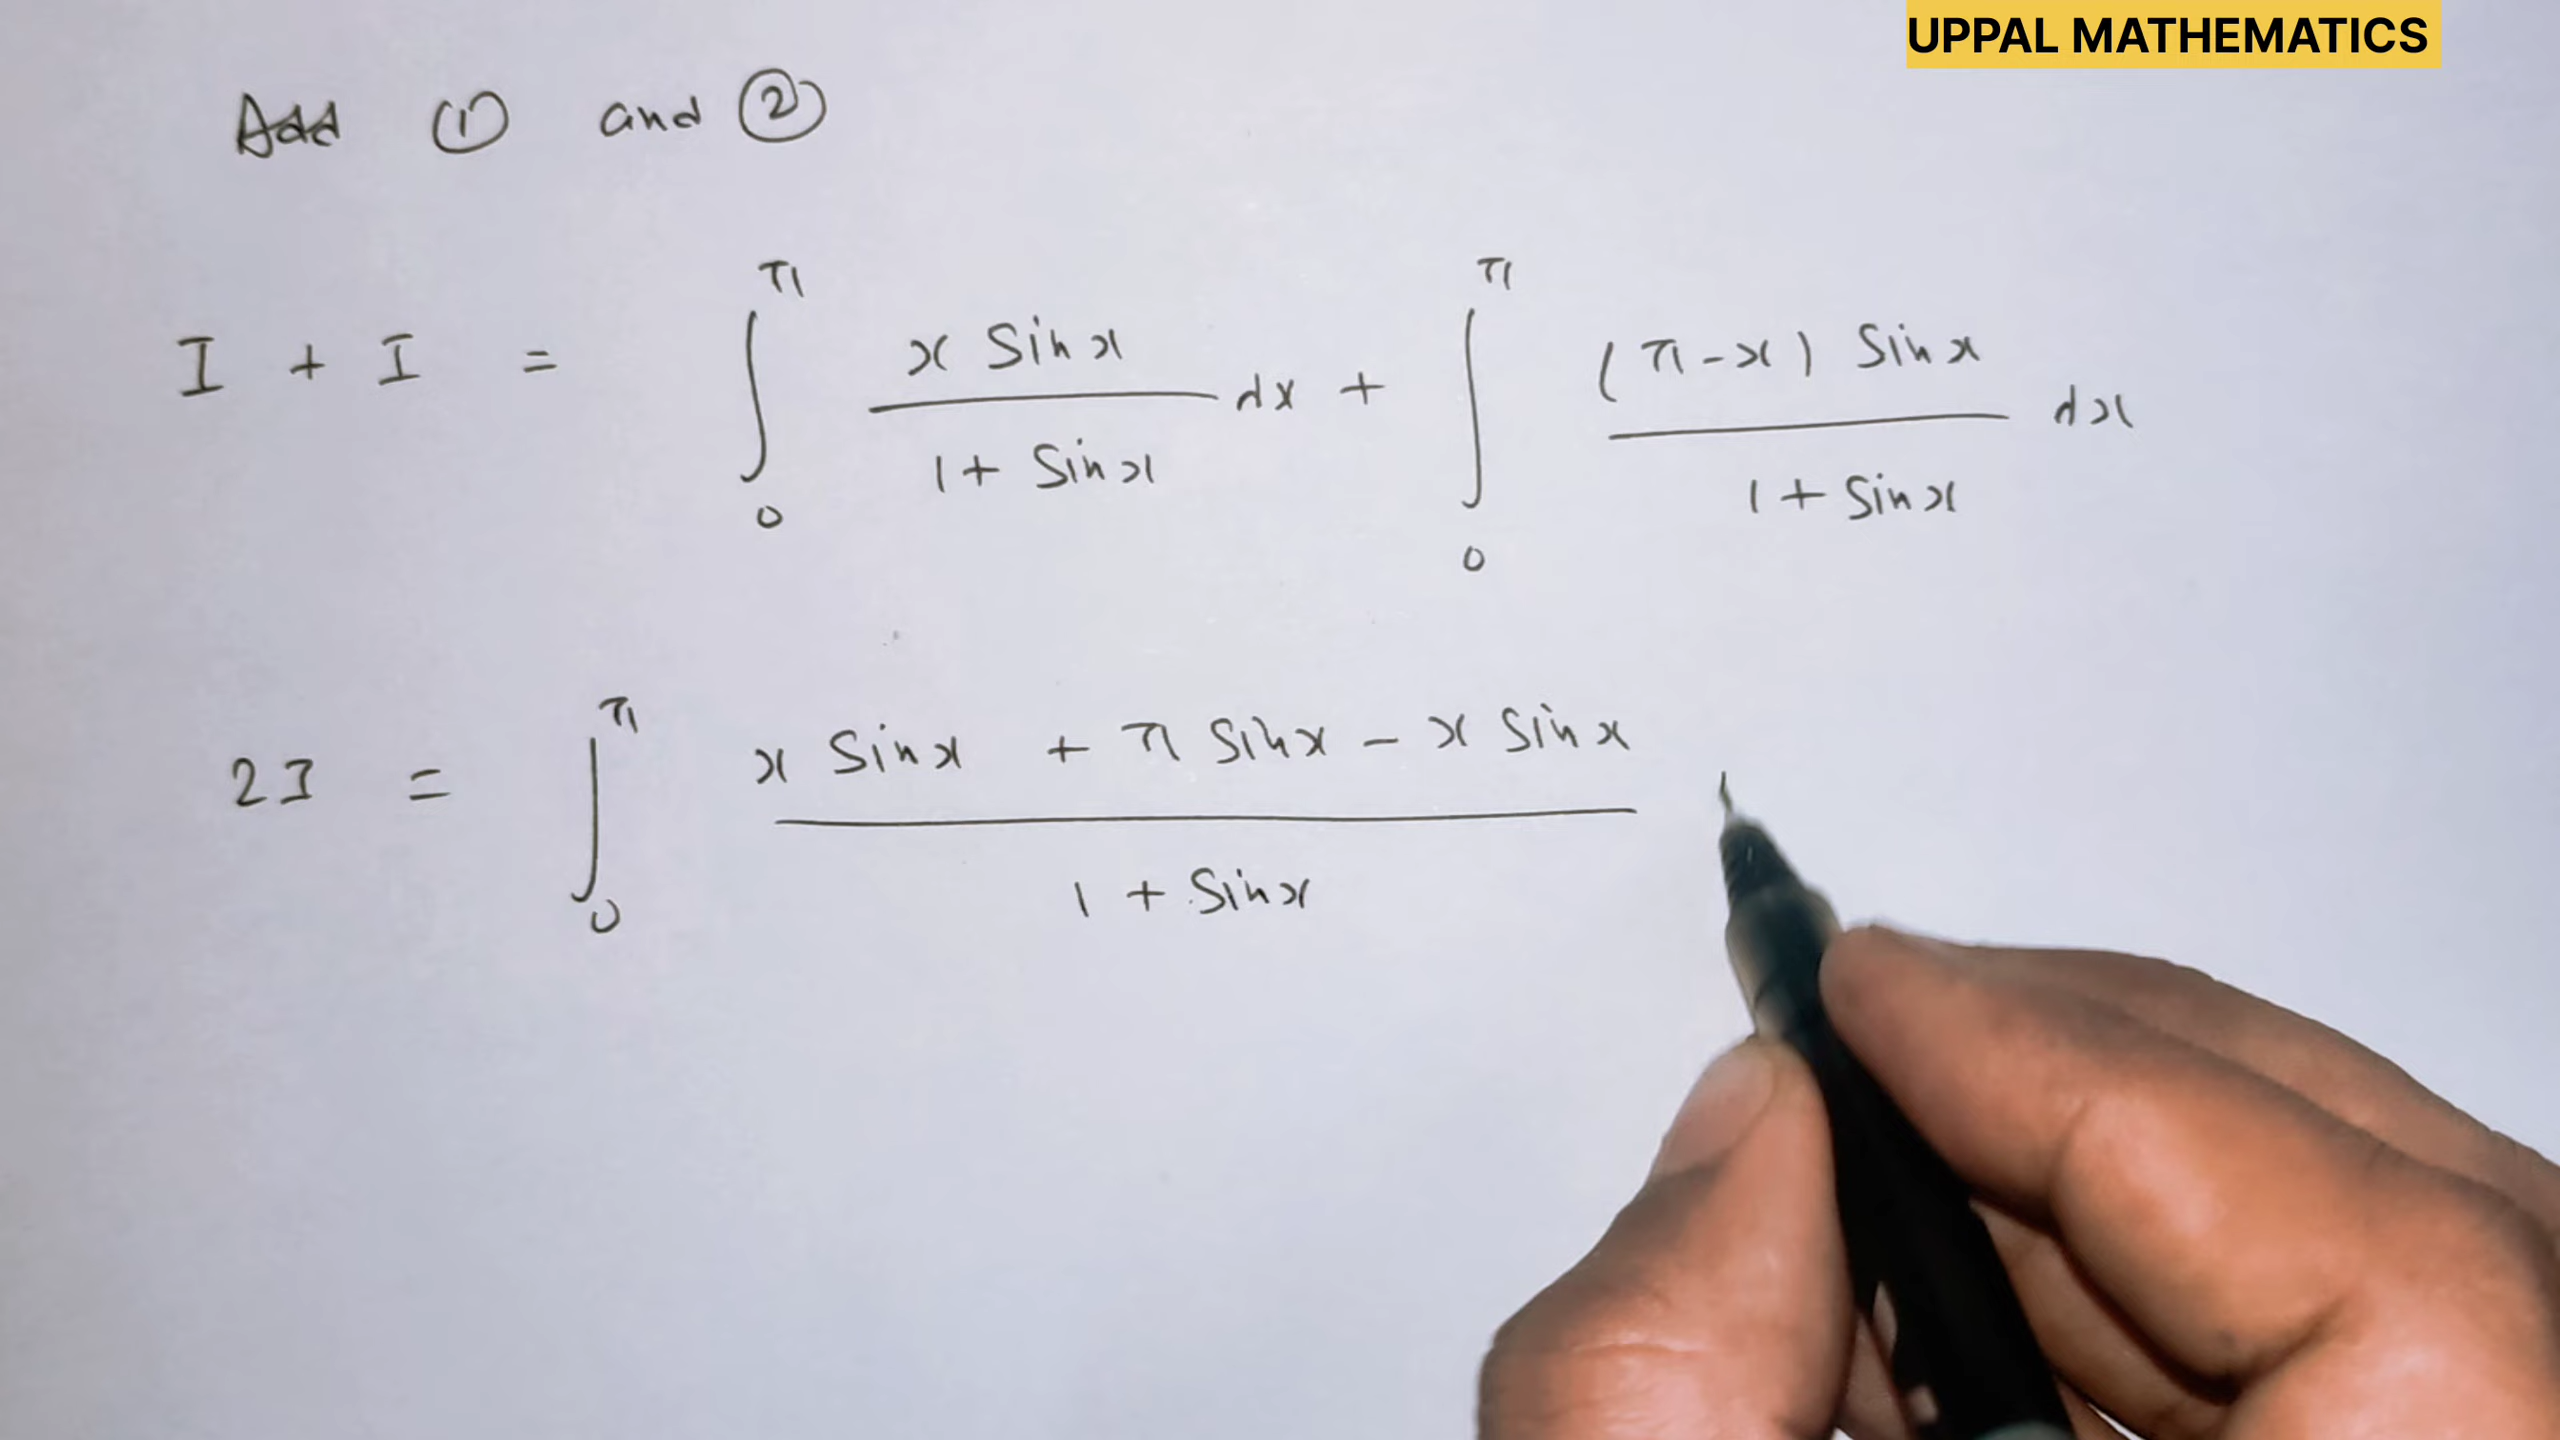 UPPAL MATHEMATICS
Add ① and ②
I + I = ∫₀^π (x Sin x)/(1 + Sin x) dx + ∫₀^π ((π - x) Sin x)/(1 + Sin x) dx
2I = ∫₀^π (x Sin x + π Sin x - x Sin x)/(1 + Sin x)